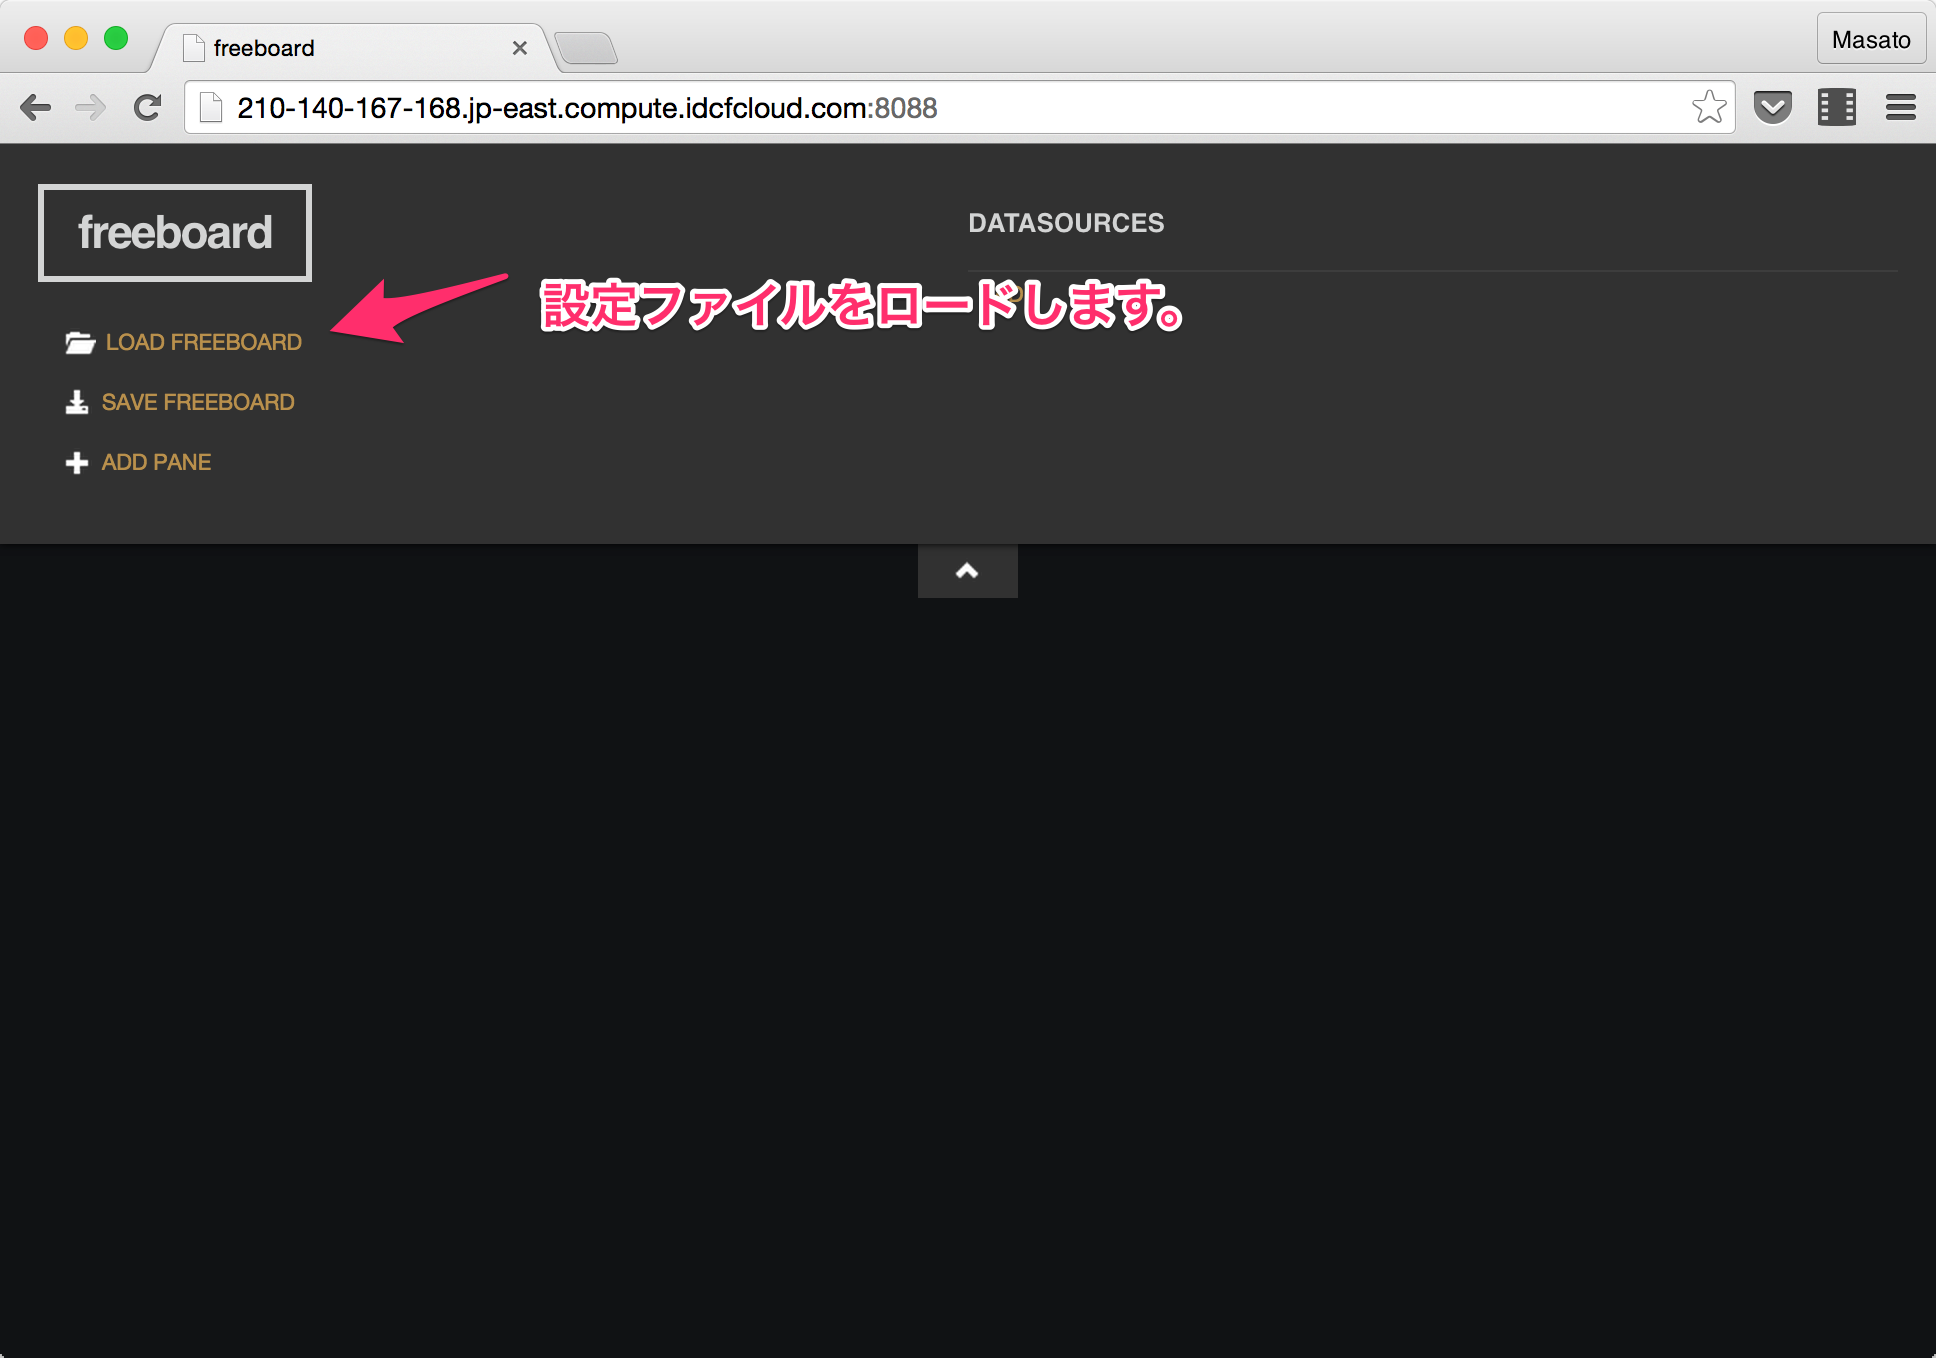 freeboard
Masato
210-140-167-168.jp-east.compute.idcfcloud.com:8088
freeboard
DATASOURCES
設定ファイルをロードします。
LOAD FREEBOARD
SAVE FREEBOARD
ADD PANE